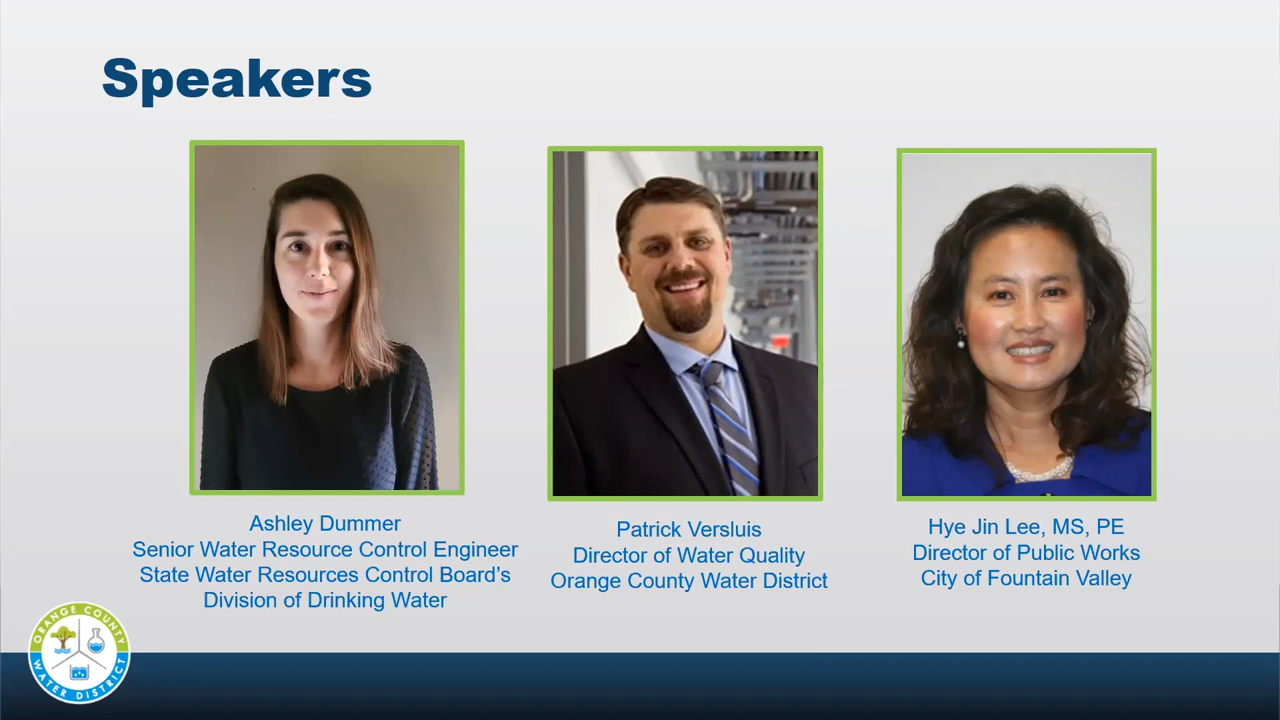 Speakers
Ashley Dummer
Senior Water Resource Control Engineer
State Water Resources Control Board's
Division of Drinking Water
Patrick Versluis
Director of Water Quality
Orange County Water District
Hye Jin Lee, MS, PE
Director of Public Works
City of Fountain Valley
ORANGE COUNTY
WATER DISTRICT